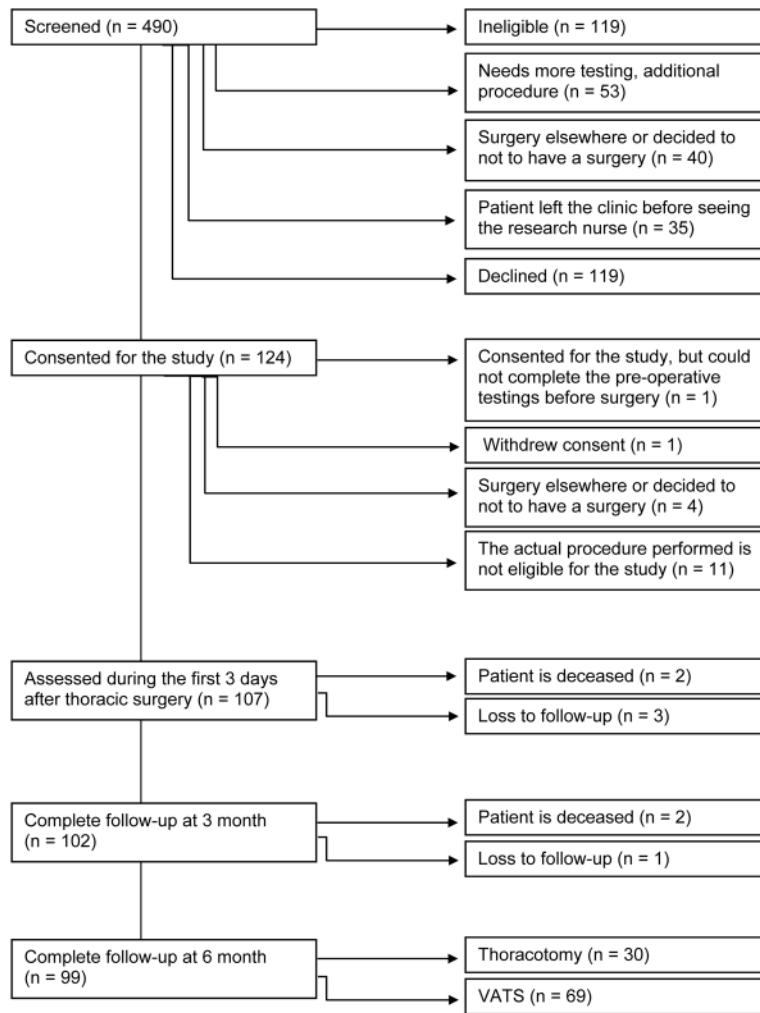 Screened (n = 490)
Ineligible (n = 119)
Needs more testing, additional
procedure (n = 53)
Surgery elsewhere or decided to
not to have a surgery (n = 40)
Patient left the clinic before seeing
the research nurse (n = 35)
Declined (n = 119)
Consented for the study (n = 124)
Consented for the study, but could
not complete the pre-operative
testings before surgery (n = 1)
Withdrew consent (n = 1)
Surgery elsewhere or decided to
not to have a surgery (n = 4)
The actual procedure performed is
not eligible for the study (n = 11)
Assessed during the first 3 days
after thoracic surgery (n = 107)
Patient is deceased (n = 2)
Loss to follow-up (n = 3)
Complete follow-up at 3 month
(n = 102)
Patient is deceased (n = 2)
Loss to follow-up (n = 1)
Complete follow-up at 6 month
(n = 99)
Thoracotomy (n = 30)
VATS (n = 69)